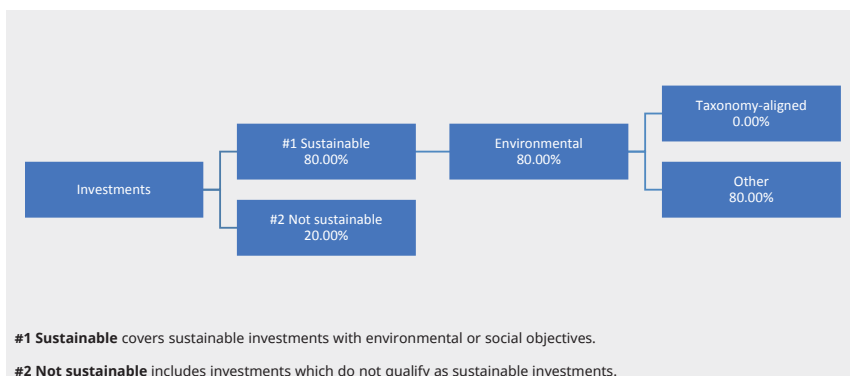 Taxonomy-aligned
0.00%
#1 Sustainable
80.00%
Environmental
80.00%
Investments
Other
80.00%
#2 Not sustainable
20.00%
#1 Sustainable covers sustainable investments with environmental or social objectives.
#2 Not sustainable includes investments which do not qualify as sustainable investments.